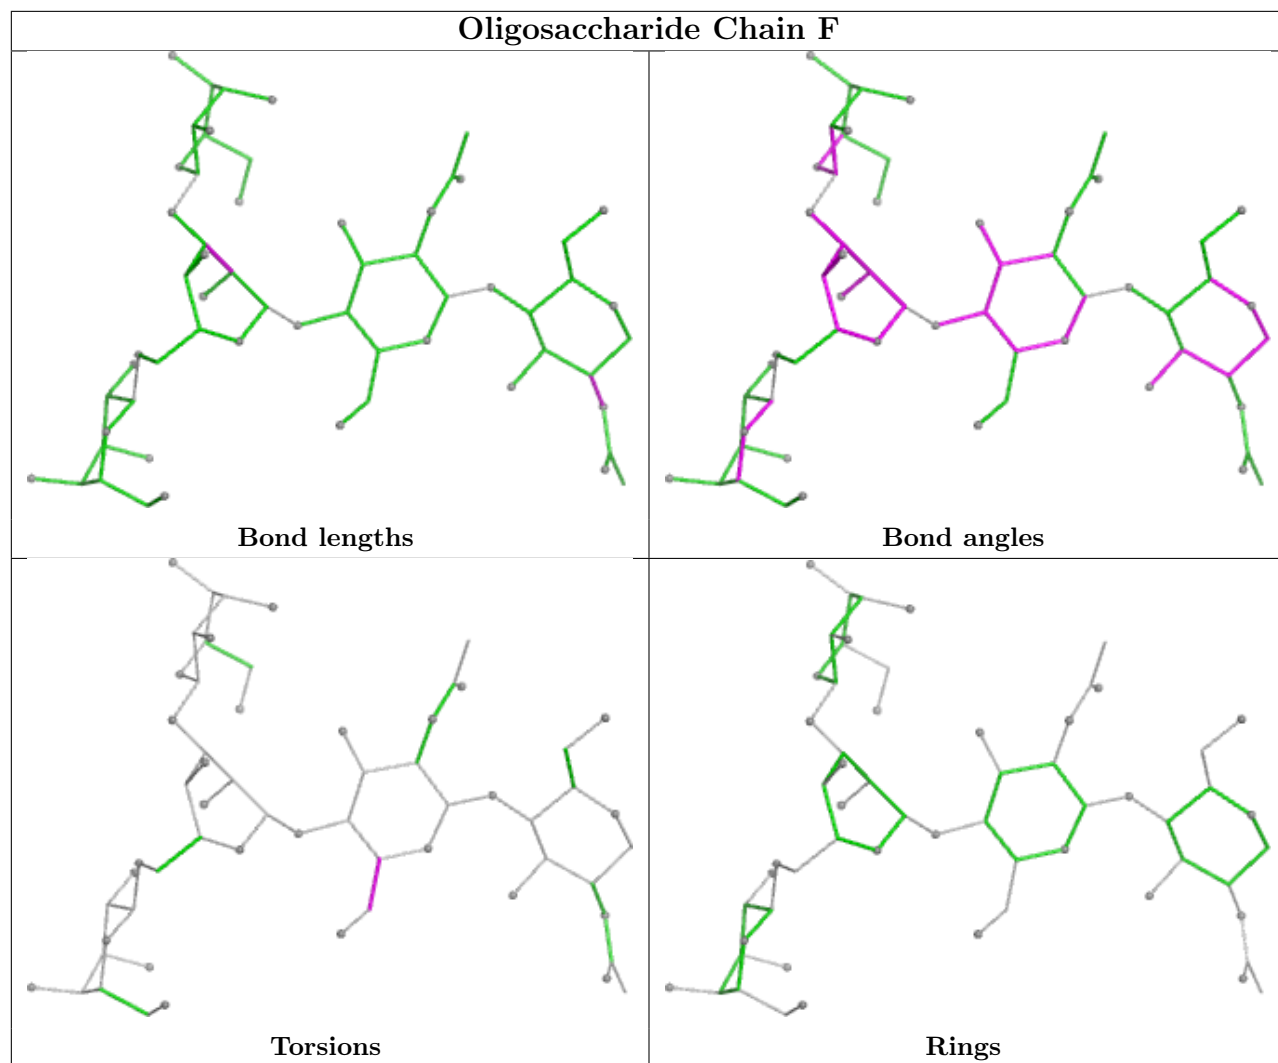 Oligosaccharide Chain F
Bond lengths
Bond angles
Torsions
Rings